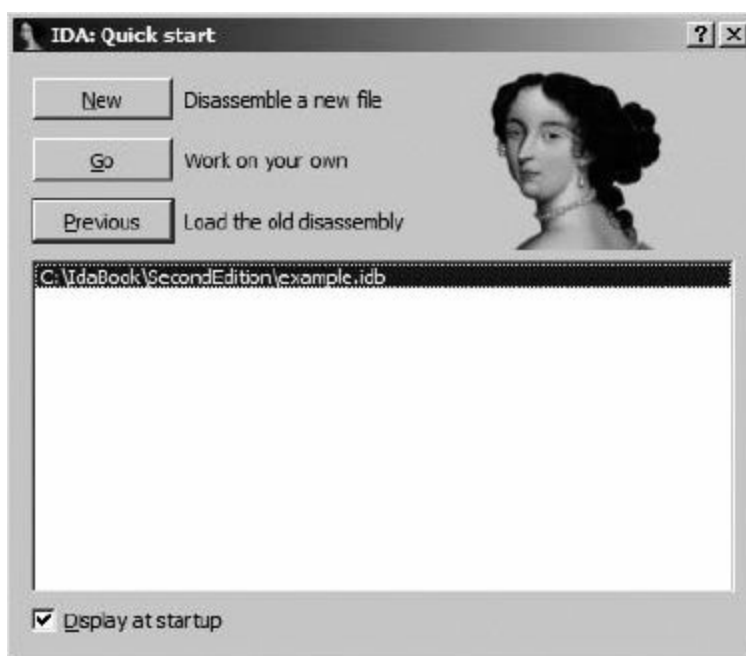 IDA: Quick start
New Disassemble a new file
Go Work on your own
Previous Load the old disassembly
C:\IdaBook\SecondEdition\example.idb
Display at startup